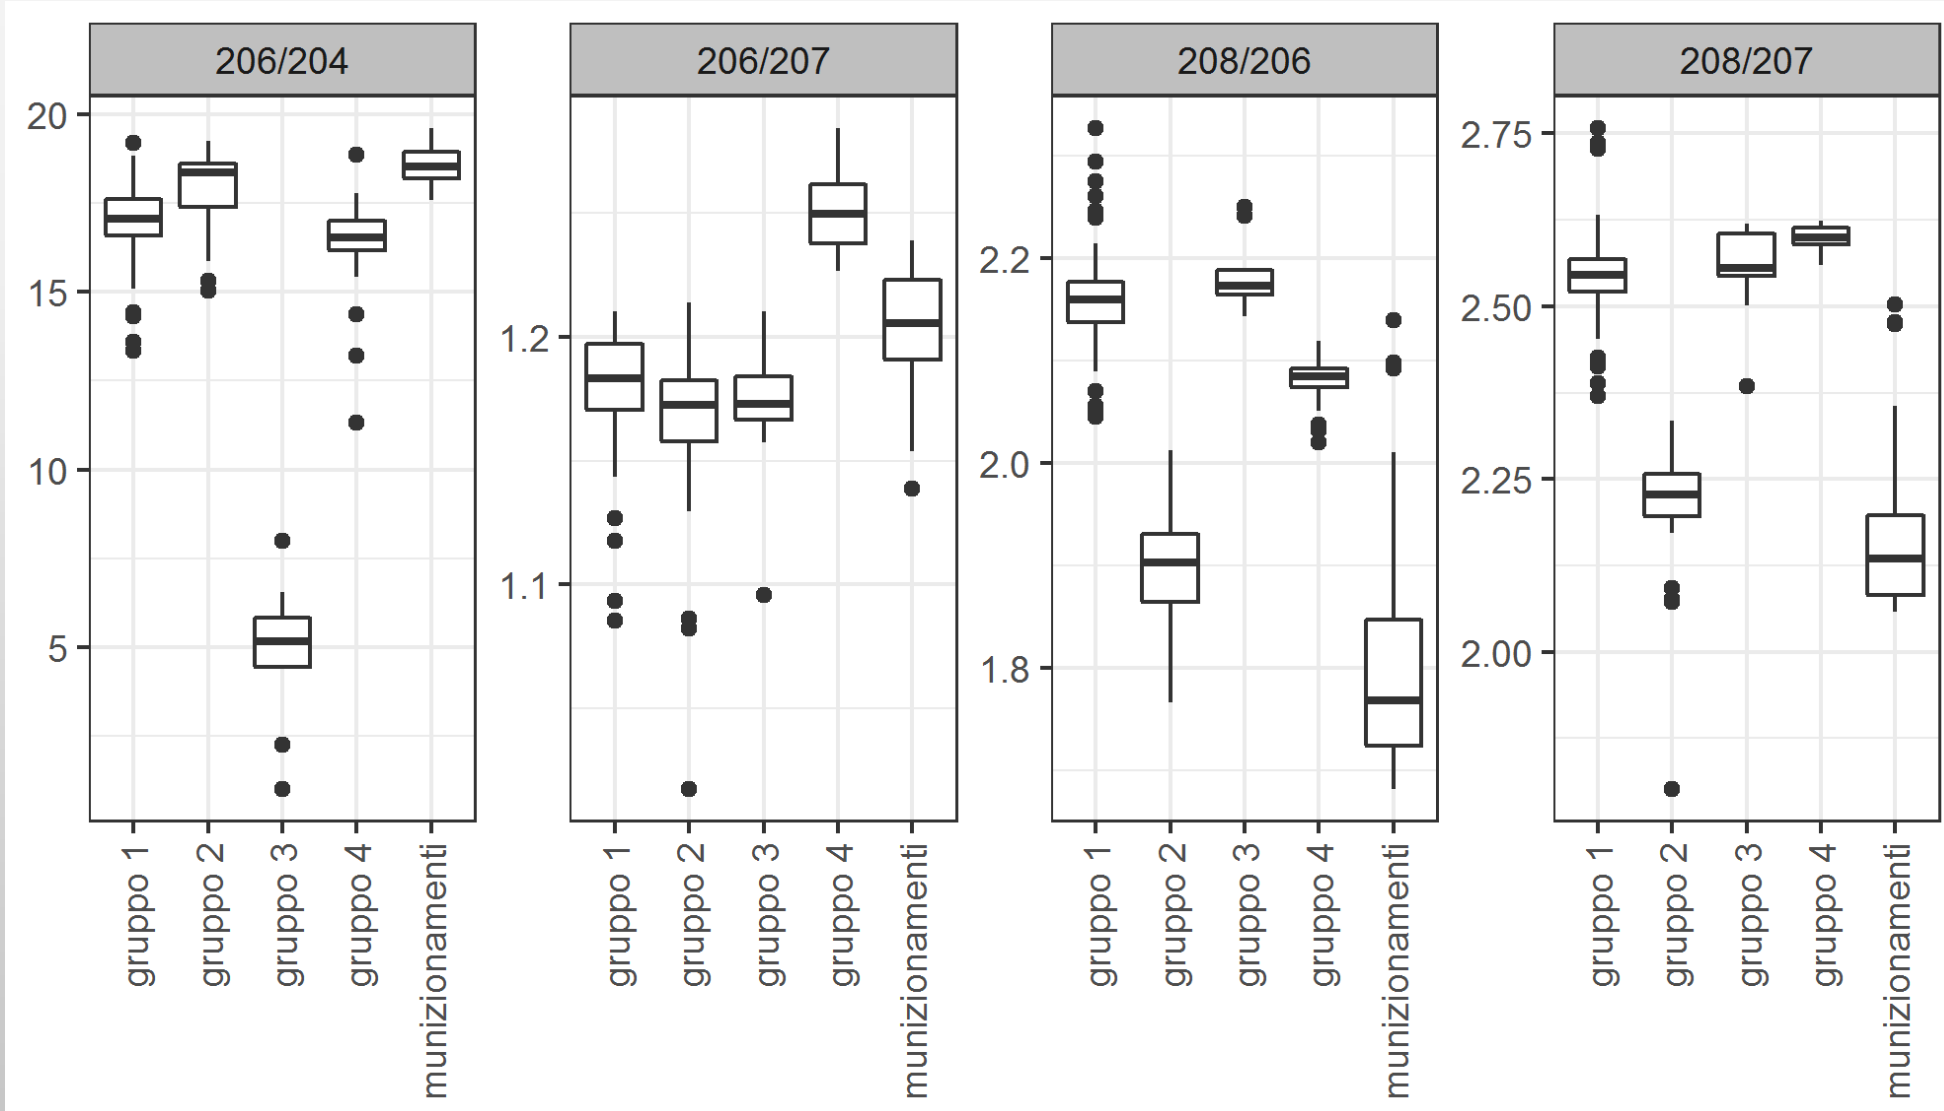 206/204
206/207
208/206
208/207
20
15
10
5
1.2
1.1
2.2
2.0
1.8
2.75
2.50
2.25
2.00
gruppo 1
gruppo 2
gruppo 3
gruppo 4
munizionamenti
gruppo 1
gruppo 2
gruppo 3
gruppo 4
munizionamenti
gruppo 1
gruppo 2
gruppo 3
gruppo 4
munizionamenti
gruppo 1
gruppo 2
gruppo 3
gruppo 4
munizionamenti